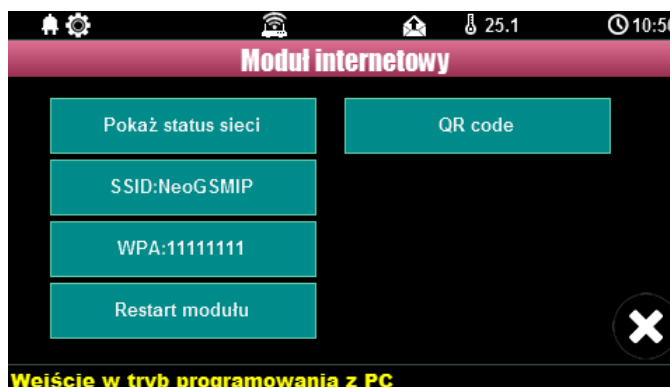 25.1 10:50
Moduł internetowy
Pokaż status sieci
QR code
SSID:NeoGSMIP
WPA:11111111
Restart modułu
Wejście w tryb programowania z PC